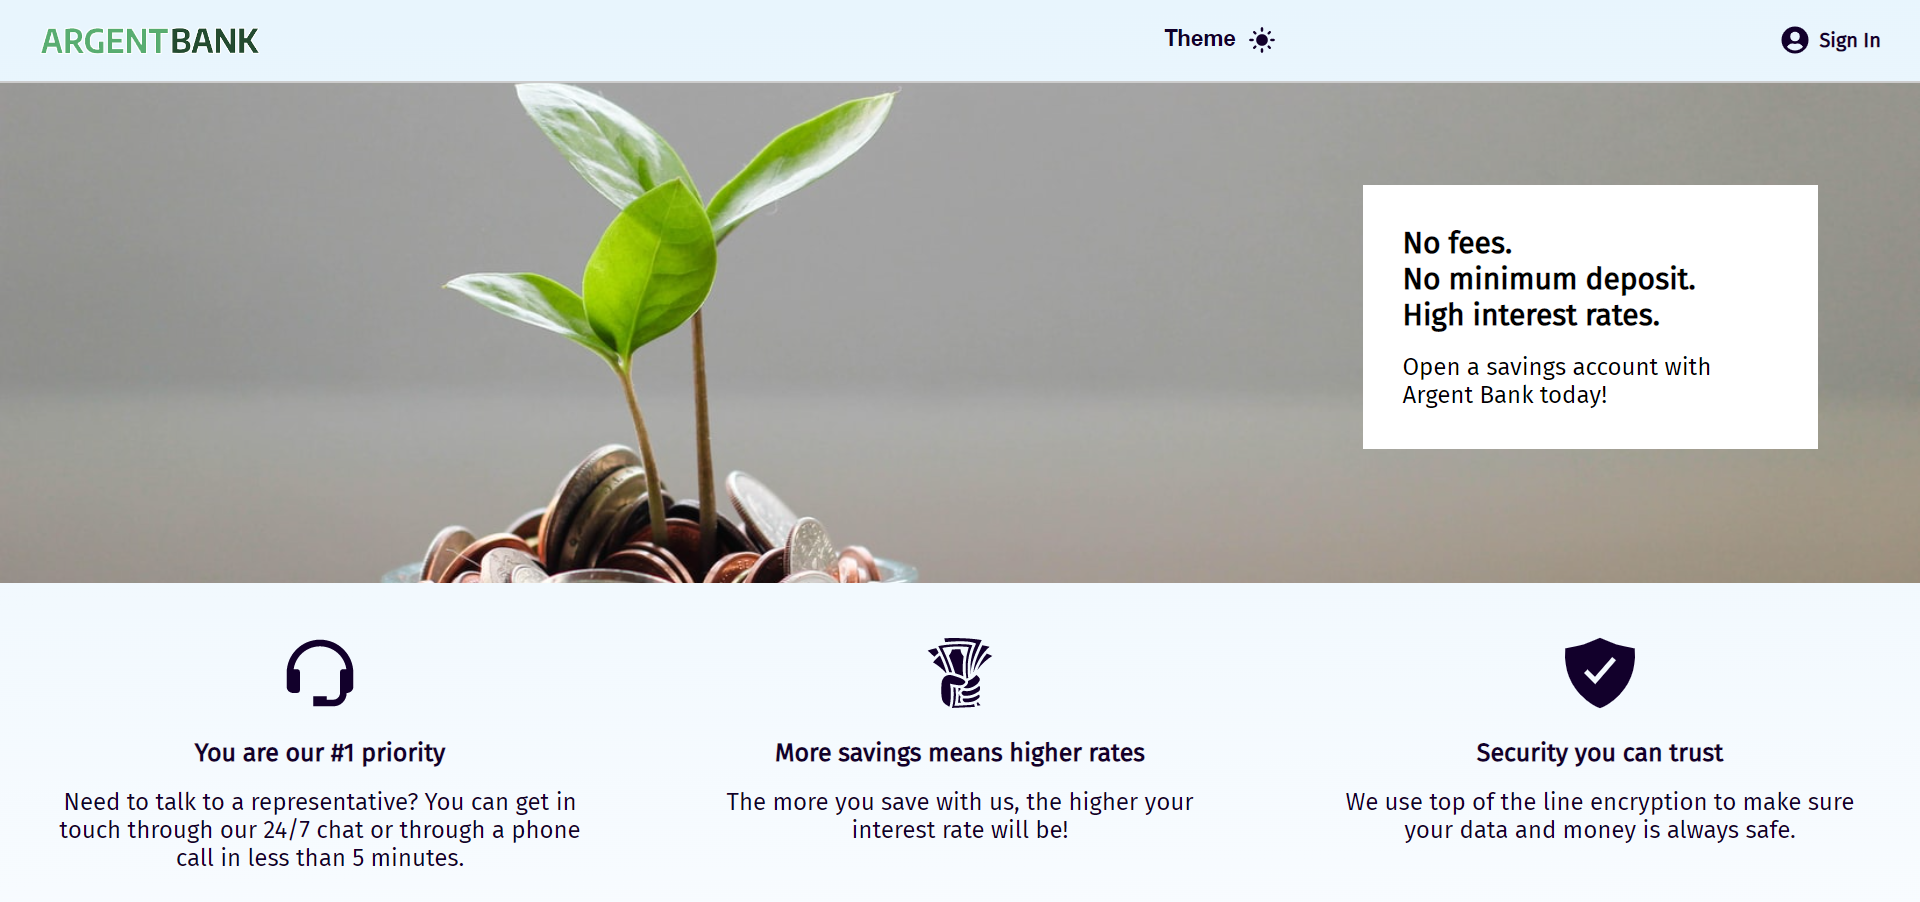 ARGENTBANK
Theme
Sign In
No fees.
No minimum deposit.
High interest rates.
Open a savings account with
Argent Bank today!
You are our #1 priority
Need to talk to a representative? You can get in
touch through our 24/7 chat or through a phone
call in less than 5 minutes.
More savings means higher rates
The more you save with us, the higher your
interest rate will be!
Security you can trust
We use top of the line encryption to make sure
your data and money is always safe.